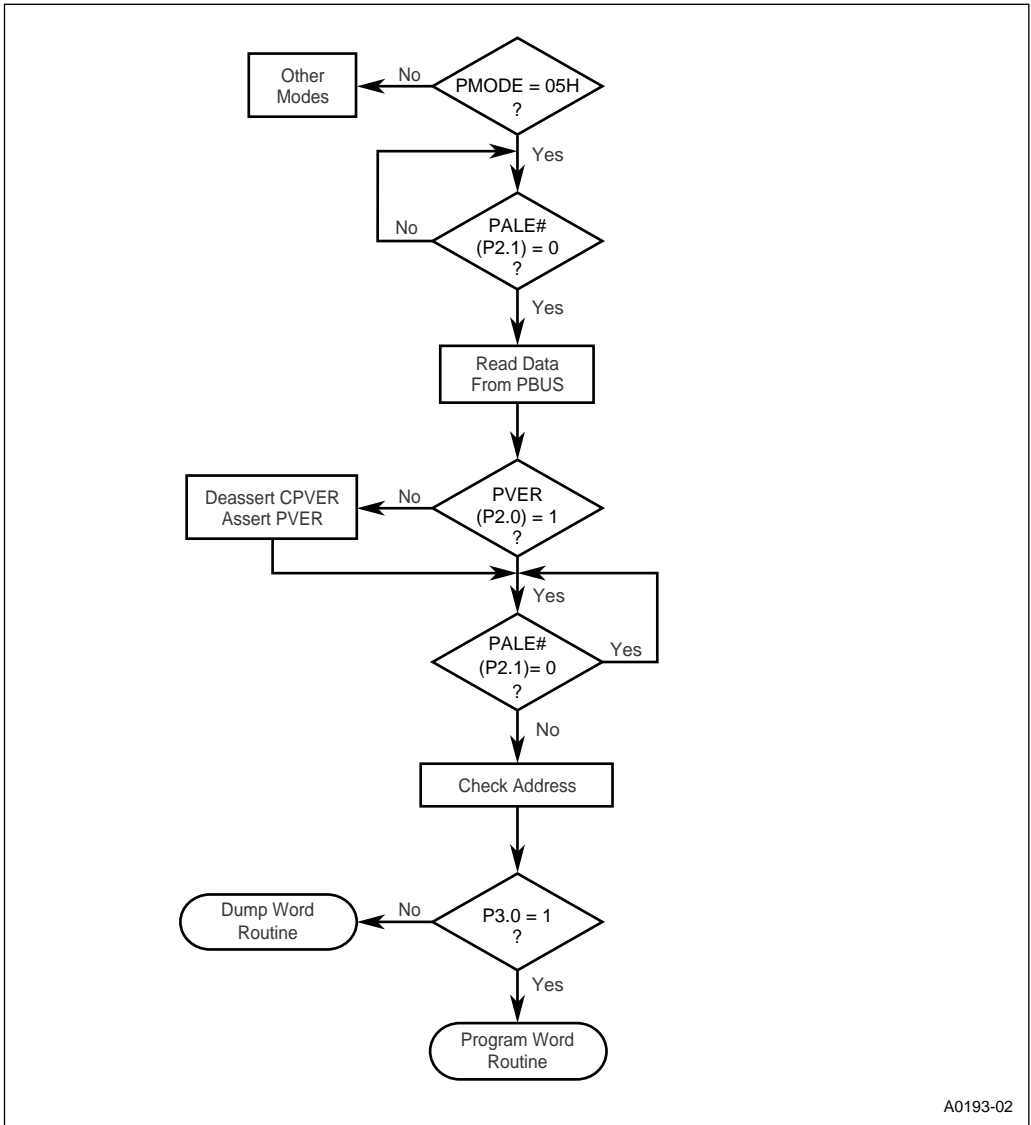 Other
Modes
No
PMODE = 05H
?
Yes
No
PALE#
(P2.1) = 0
?
Yes
Read Data
From PBUS
Deassert CPVER
Assert PVER
No
PVER
(P2.0) = 1
?
Yes
PALE#
(P2.1)= 0
?
Yes
No
Check Address
Dump Word
Routine
No
P3.0 = 1
?
Yes
Program Word
Routine
A0193-02